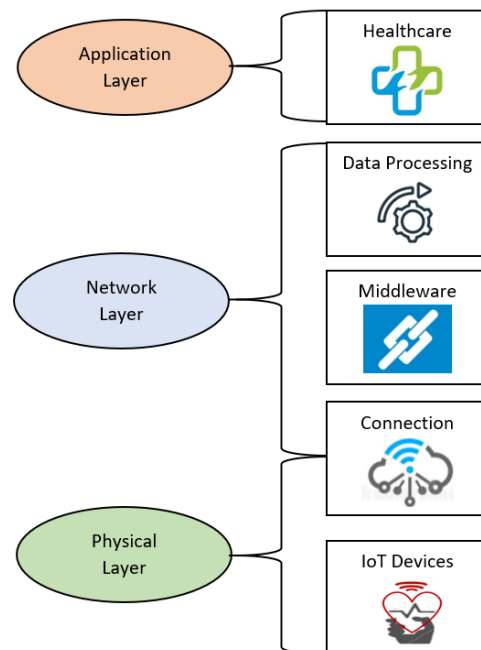 Application
Layer
Healthcare
Data Processing
Network
Layer
Middleware
Connection
Physical
Layer
IoT Devices